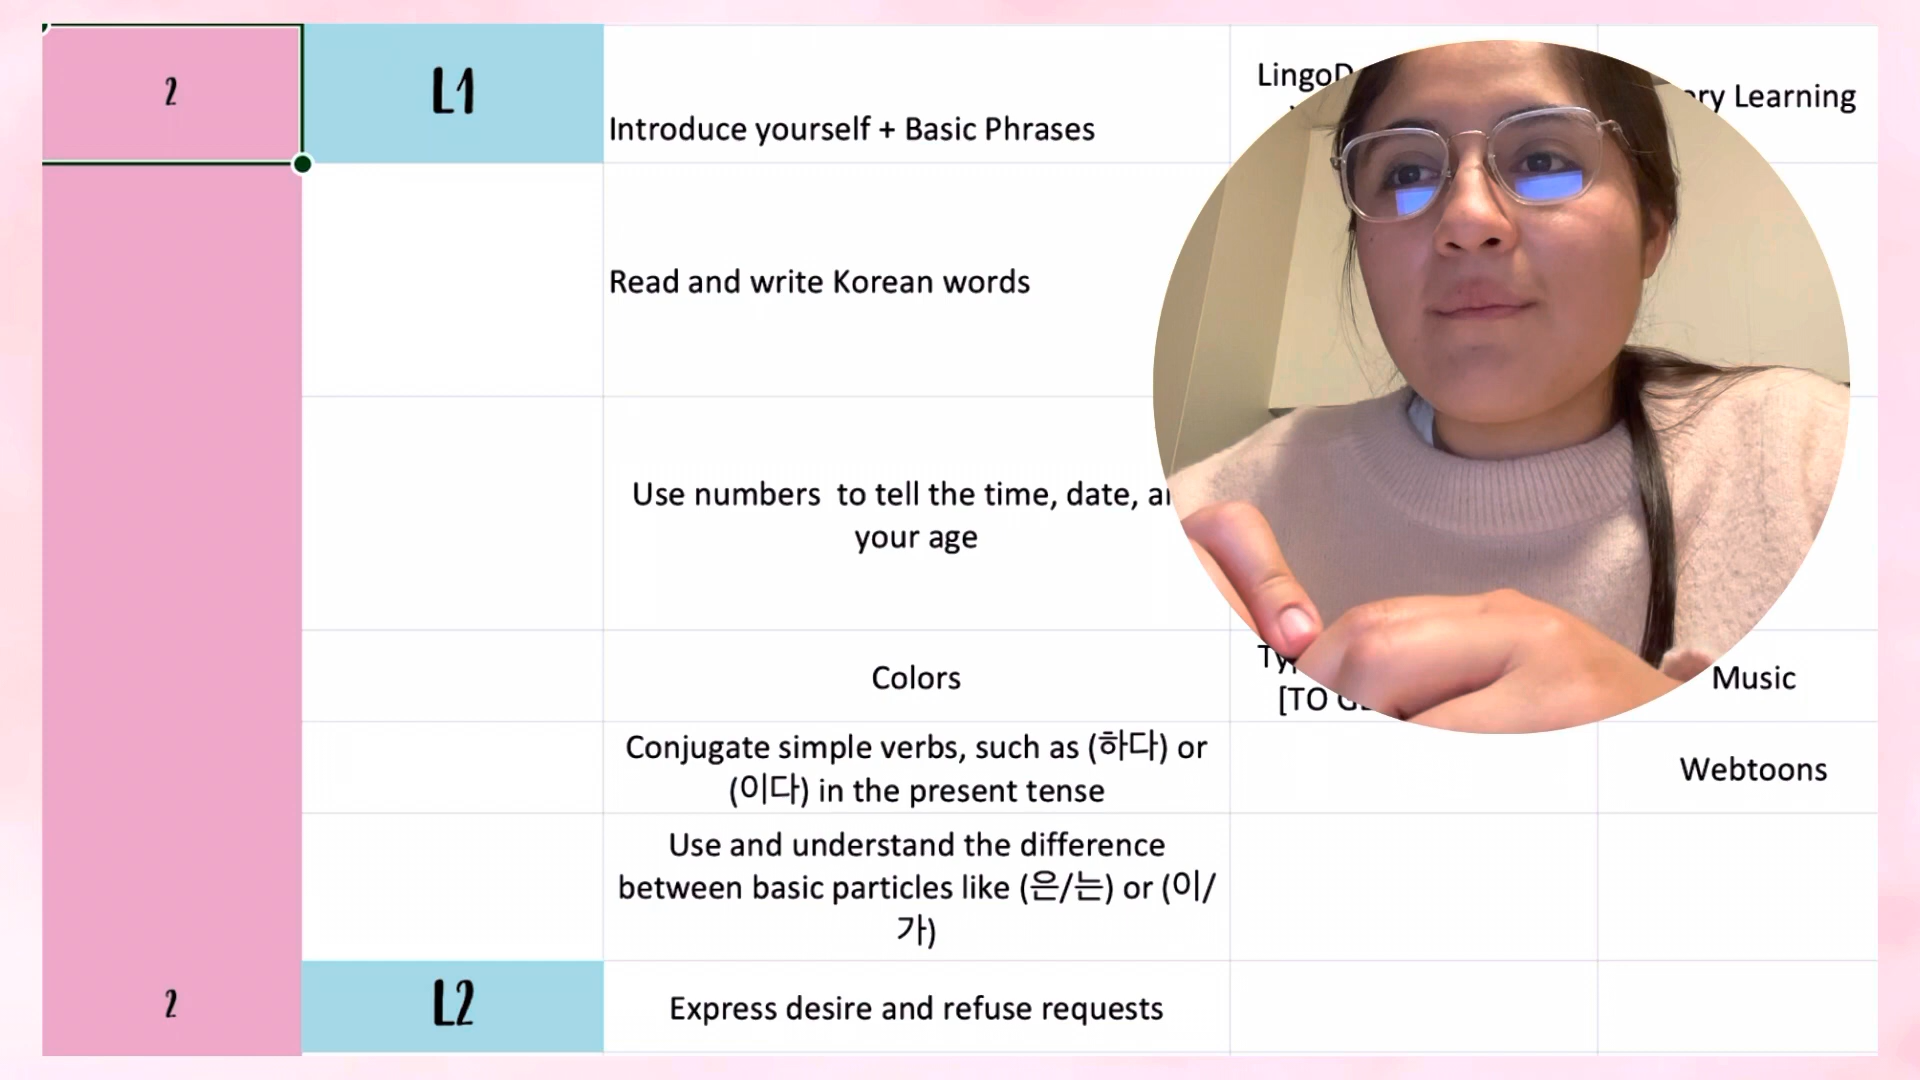 2
L1
Introduce yourself + Basic Phrases
Learning
Read and write Korean words
Use numbers to tell the time, date,
your age
Colors
[TO
Music
Conjugate simple verbs, such as (하다) or
(이다) in the present tense
Webtoons
Use and understand the difference
between basic particles like (은/는) or (이/
가)
2
L2
Express desire and refuse requests